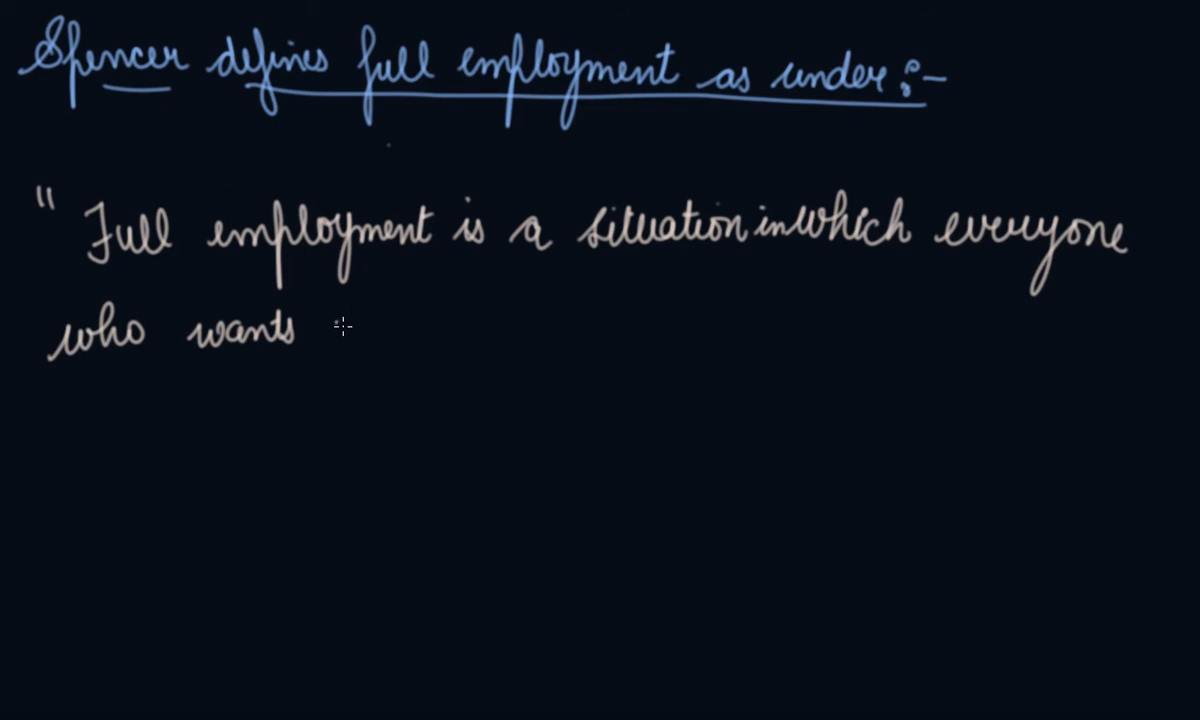 Spencer defines full employment as under :-
" Full employment is a situation in which everyone
who wants